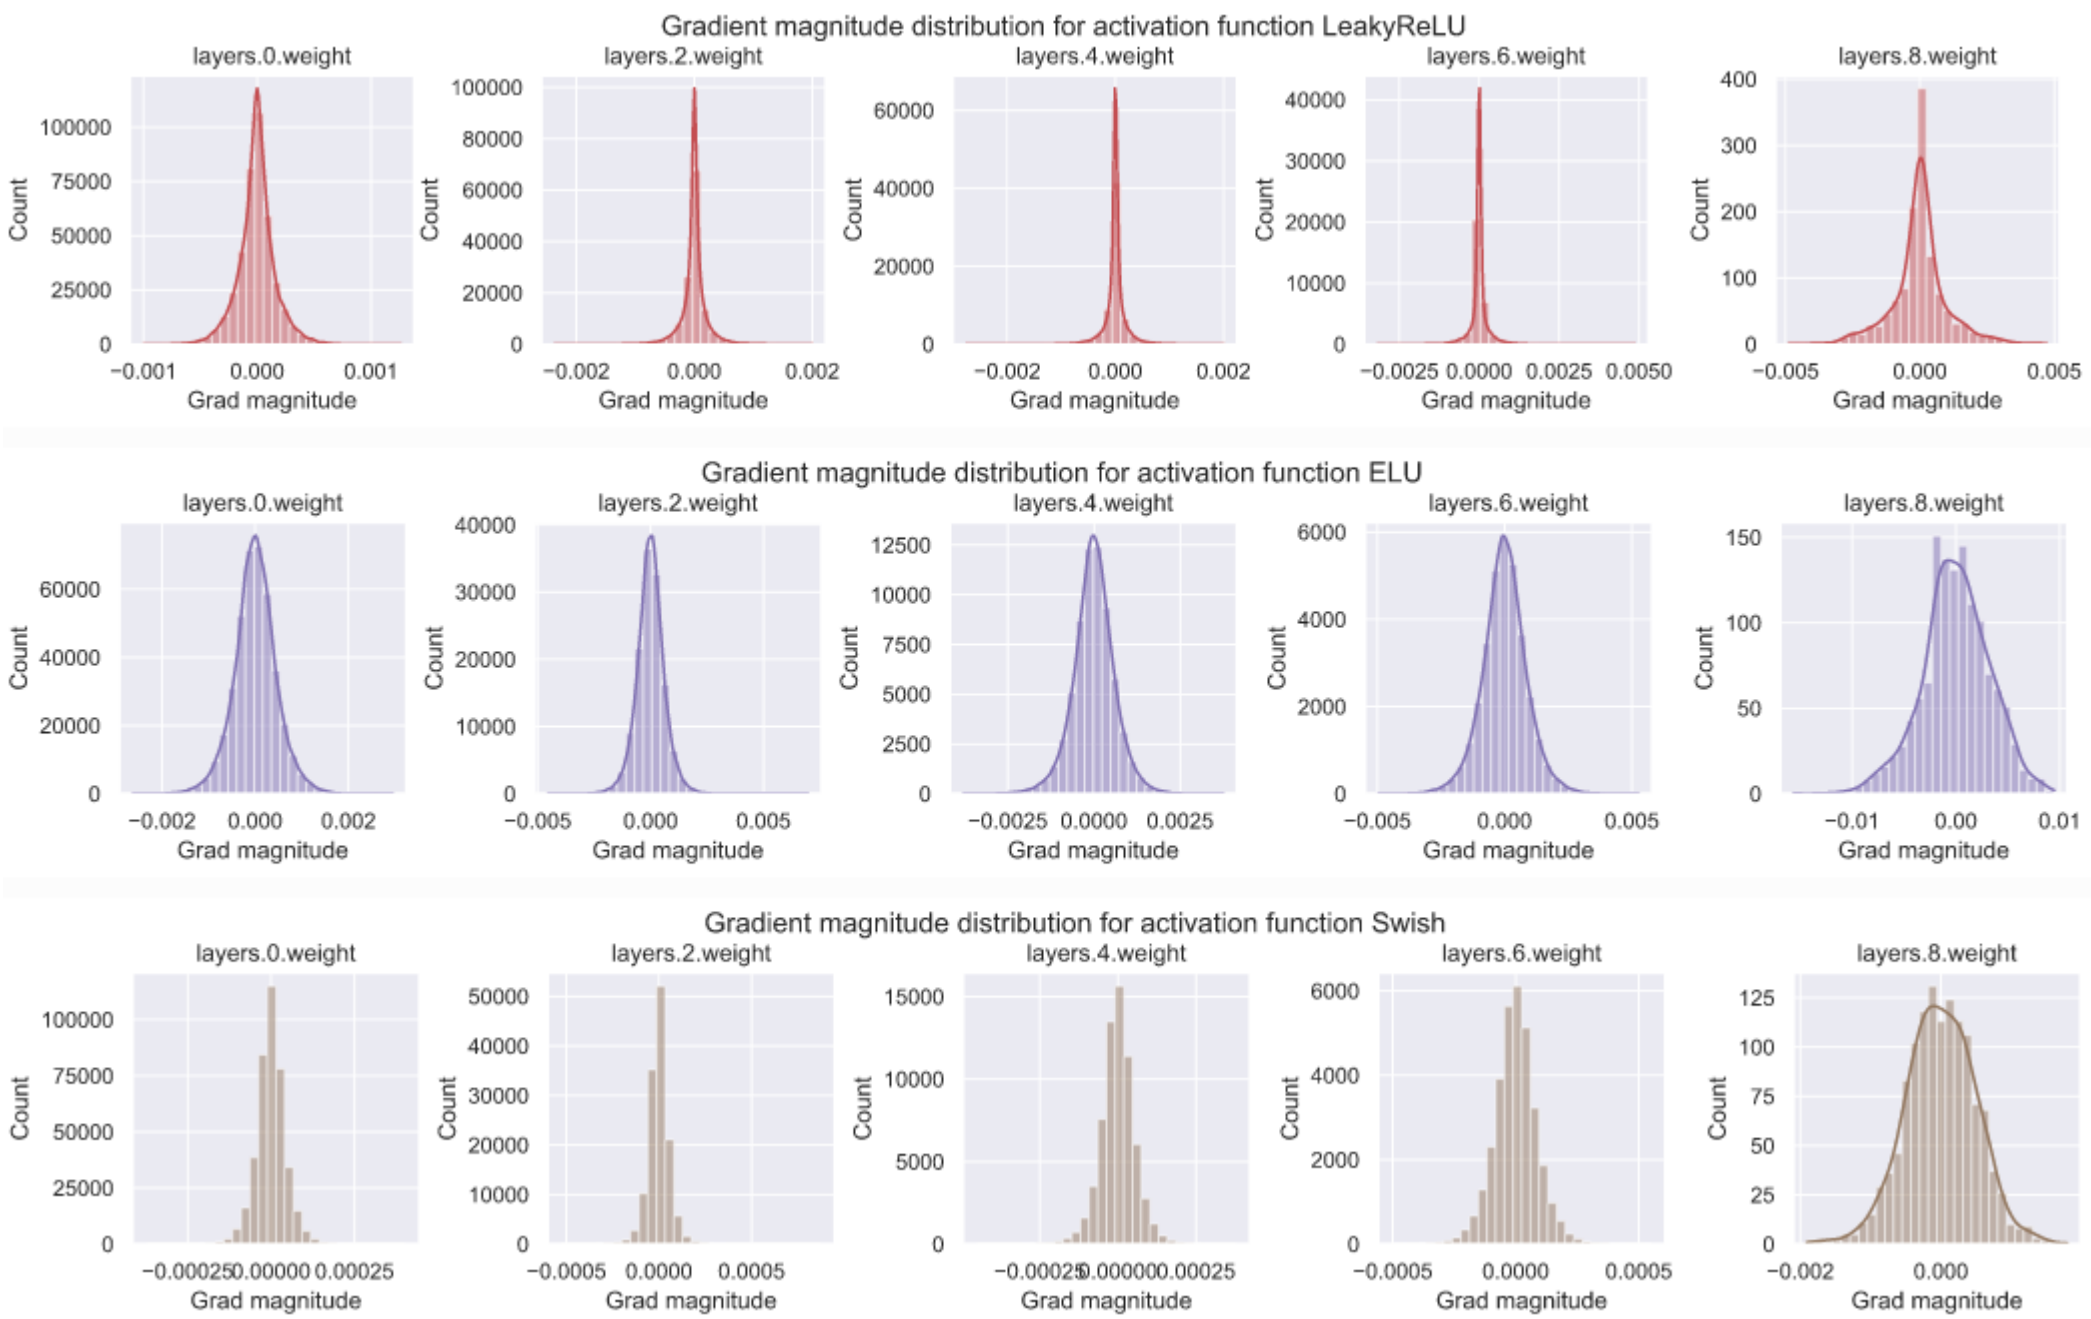 Gradient magnitude distribution for activation function LeakyReLU
layers.0.weight layers.2.weight layers.4.weight layers.6.weight layers.8.weight
Count
100000
75000
50000
25000
0
−0.001 0.000 0.001
Grad magnitude
Count
100000
80000
60000
40000
20000
0
−0.002 0.000 0.002
Grad magnitude
Count
60000
40000
20000
0
−0.002 0.000 0.002
Grad magnitude
Count
40000
30000
20000
10000
0
−0.0025 0.0000 0.0025 0.0050
Grad magnitude
Count
400
300
200
100
0
−0.005 0.000 0.005
Grad magnitude
Gradient magnitude distribution for activation function ELU
layers.0.weight layers.2.weight layers.4.weight layers.6.weight layers.8.weight
Count
60000
40000
20000
0
−0.002 0.000 0.002
Grad magnitude
Count
40000
30000
20000
10000
0
−0.005 0.000 0.005
Grad magnitude
Count
12500
10000
7500
5000
2500
0
−0.0025 0.0000 0.0025
Grad magnitude
Count
6000
4000
2000
0
−0.005 0.000 0.005
Grad magnitude
Count
150
100
50
0
−0.01 0.00 0.01
Grad magnitude
Gradient magnitude distribution for activation function Swish
layers.0.weight layers.2.weight layers.4.weight layers.6.weight layers.8.weight
Count
100000
75000
50000
25000
0
−0.00025 0.00000 0.00025
Grad magnitude
Count
50000
40000
30000
20000
10000
0
−0.0005 0.0000 0.0005
Grad magnitude
Count
15000
10000
5000
0
−0.00025 0.00000 0.00025
Grad magnitude
Count
6000
4000
2000
0
−0.0005 0.0000 0.0005
Grad magnitude
Count
125
100
75
50
25
0
−0.002 0.000
Grad magnitude